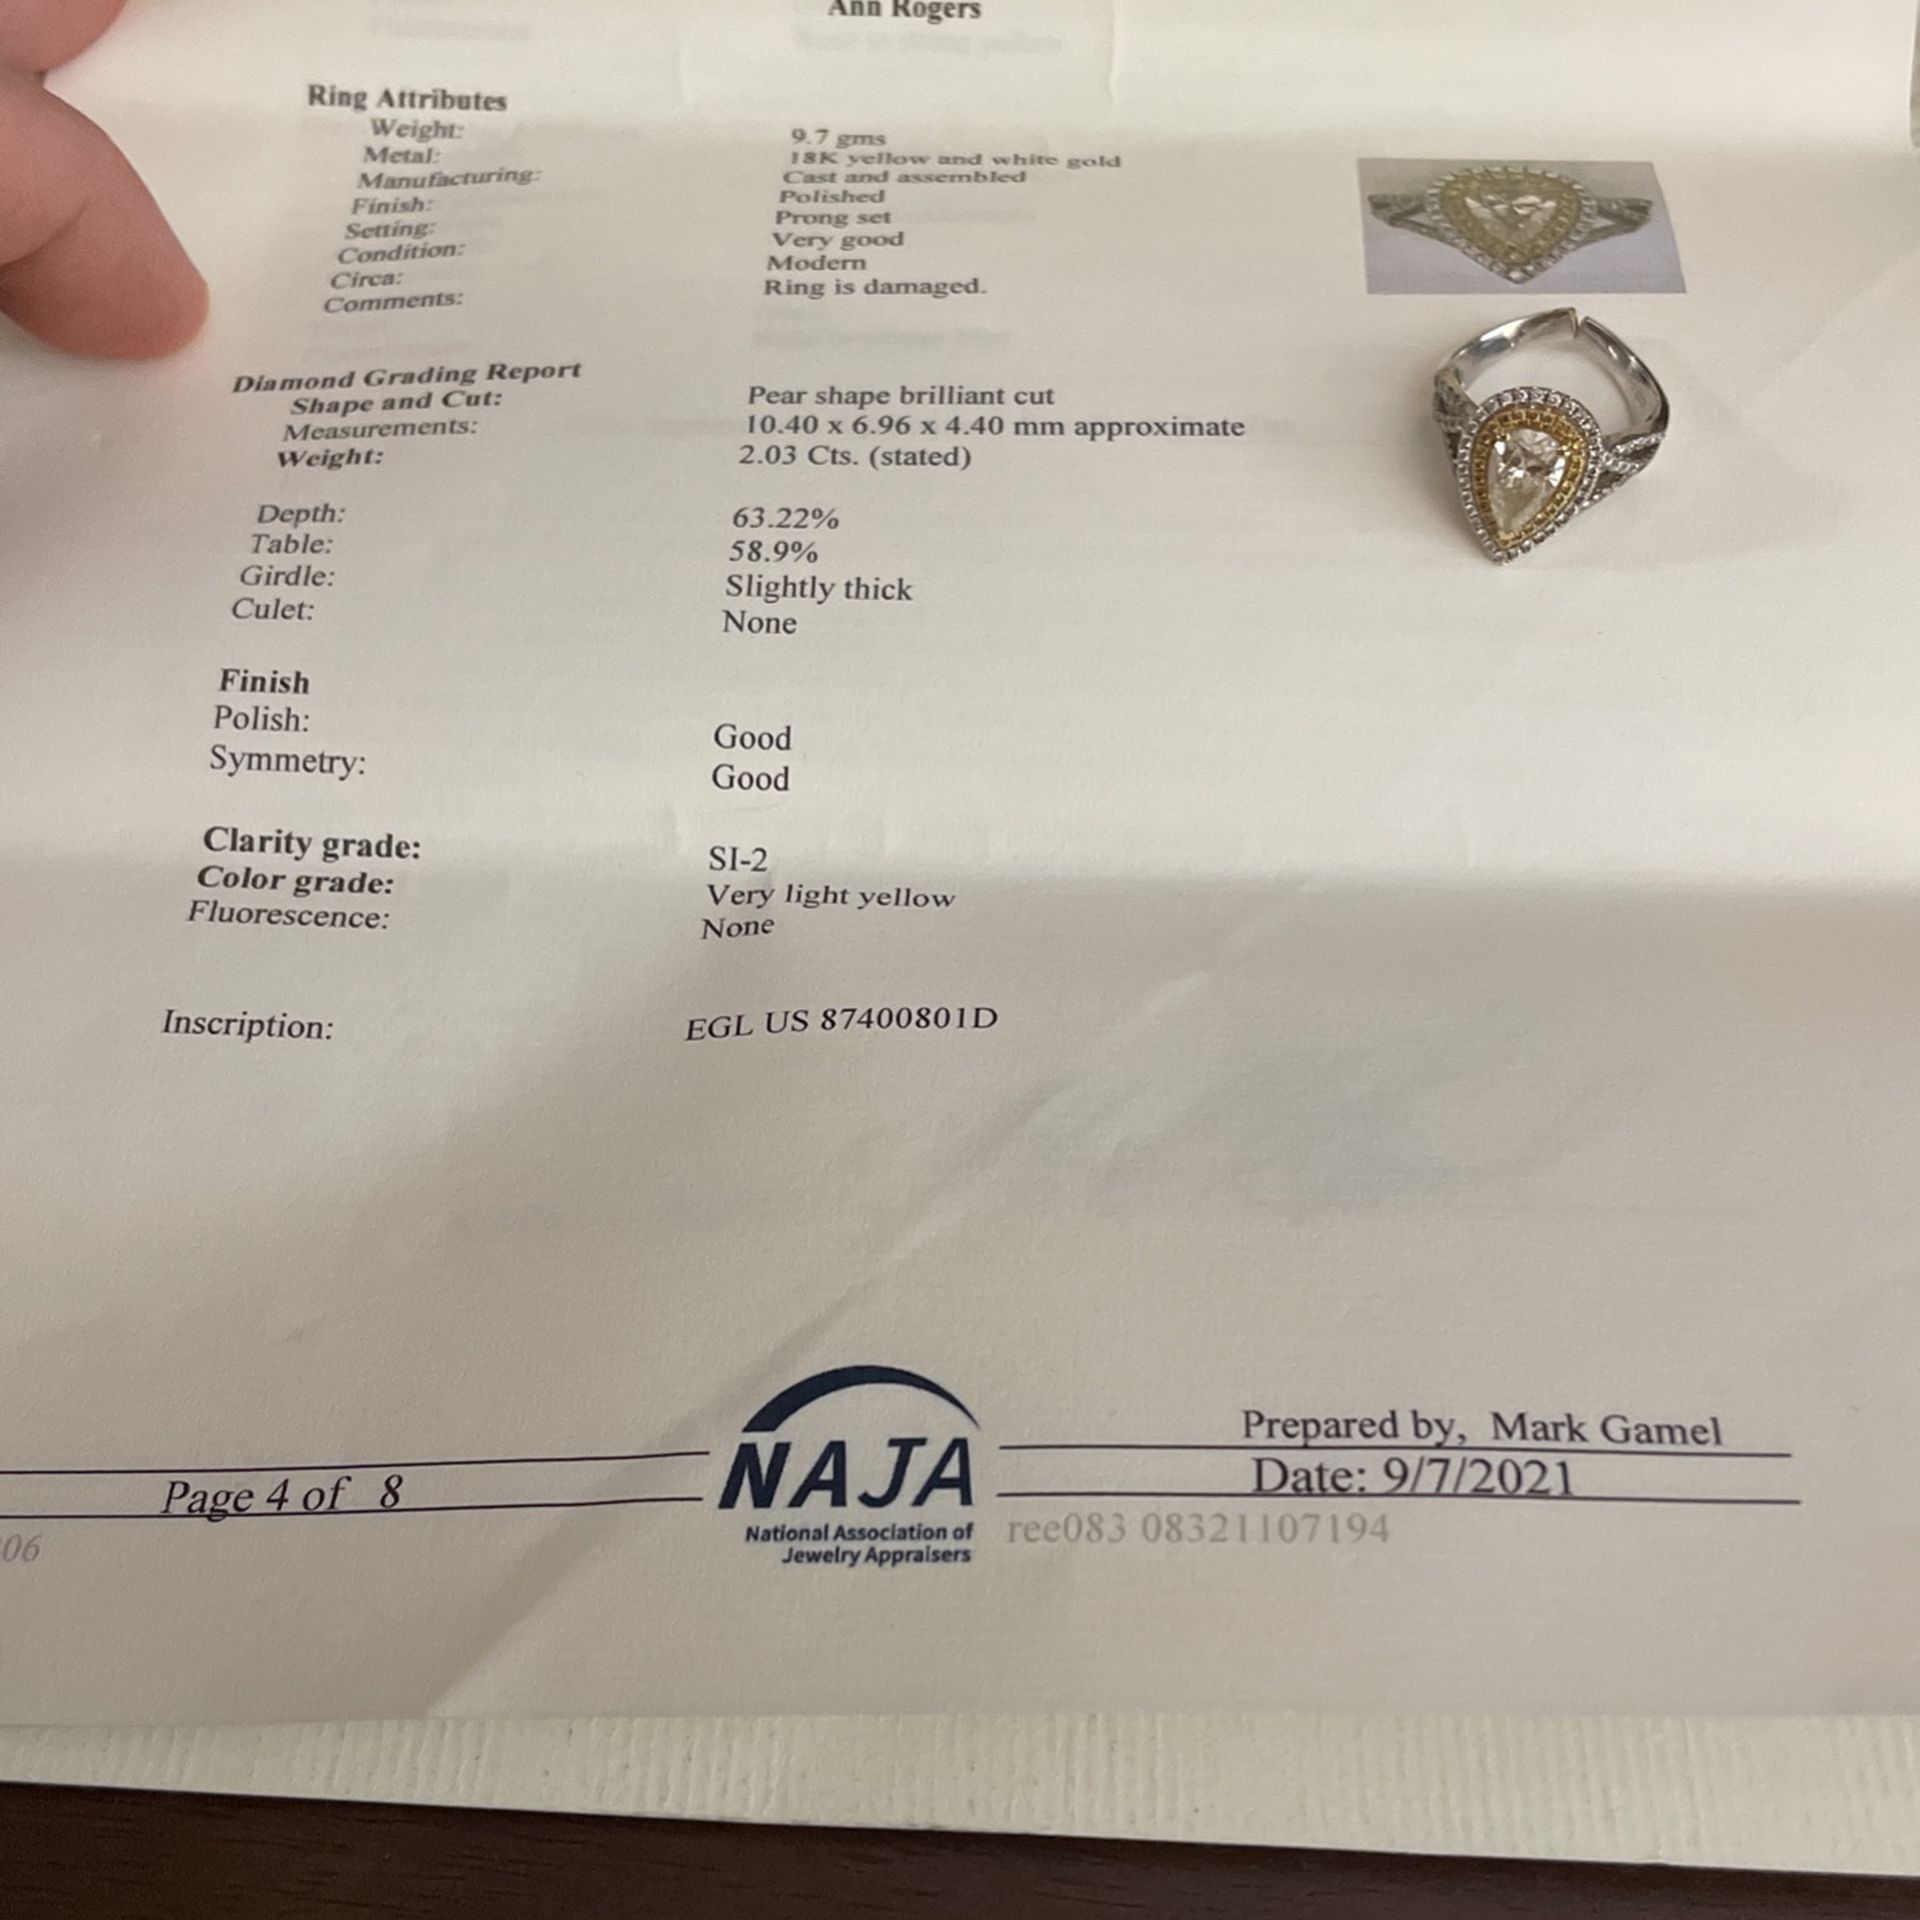 Ann Rogers
Ring Attributes
Weight: 9.7 gms
Metal: 18K yellow and white gold
Manufacturing: Cast and assembled
Finish: Polished
Setting: Prong set
Condition: Very good
Circa: Modern
Comments: Ring is damaged.
Diamond Grading Report
Shape and Cut: Pear shape brilliant cut
Measurements: 10.40 x 6.96 x 4.40 mm approximate
Weight: 2.03 Cts. (stated)
Depth: 63.22%
Table: 58.9%
Girdle: Slightly thick
Culet: None
Finish
Polish: Good
Symmetry: Good
Clarity grade: SI-2
Color grade: Very light yellow
Fluorescence: None
Inscription: EGL US 87400801D
Page 4 of 8
NAJA
National Association of
Jewelry Appraisers
Prepared by, Mark Gamel
Date: 9/7/2021
06
ree083 08321107194